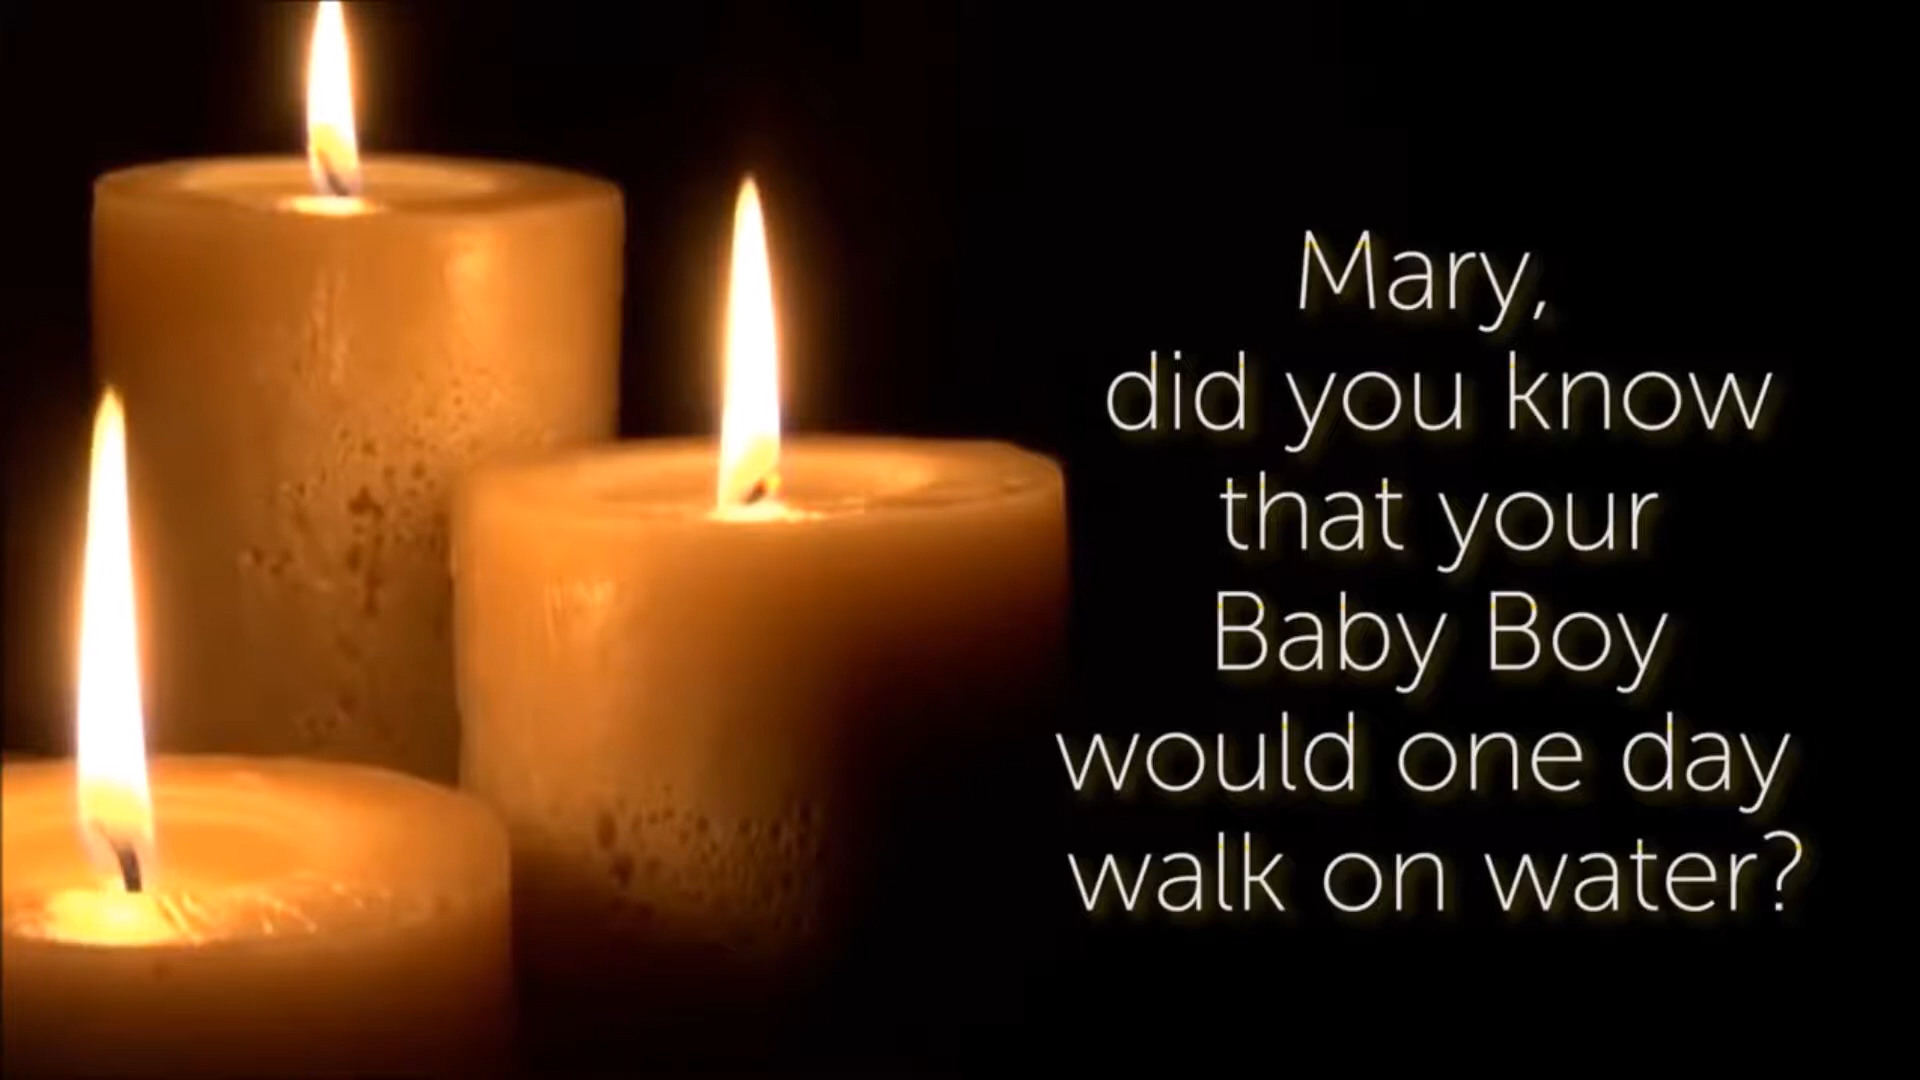 Mary,
did you know
that your
Baby Boy
would one day
walk on water?